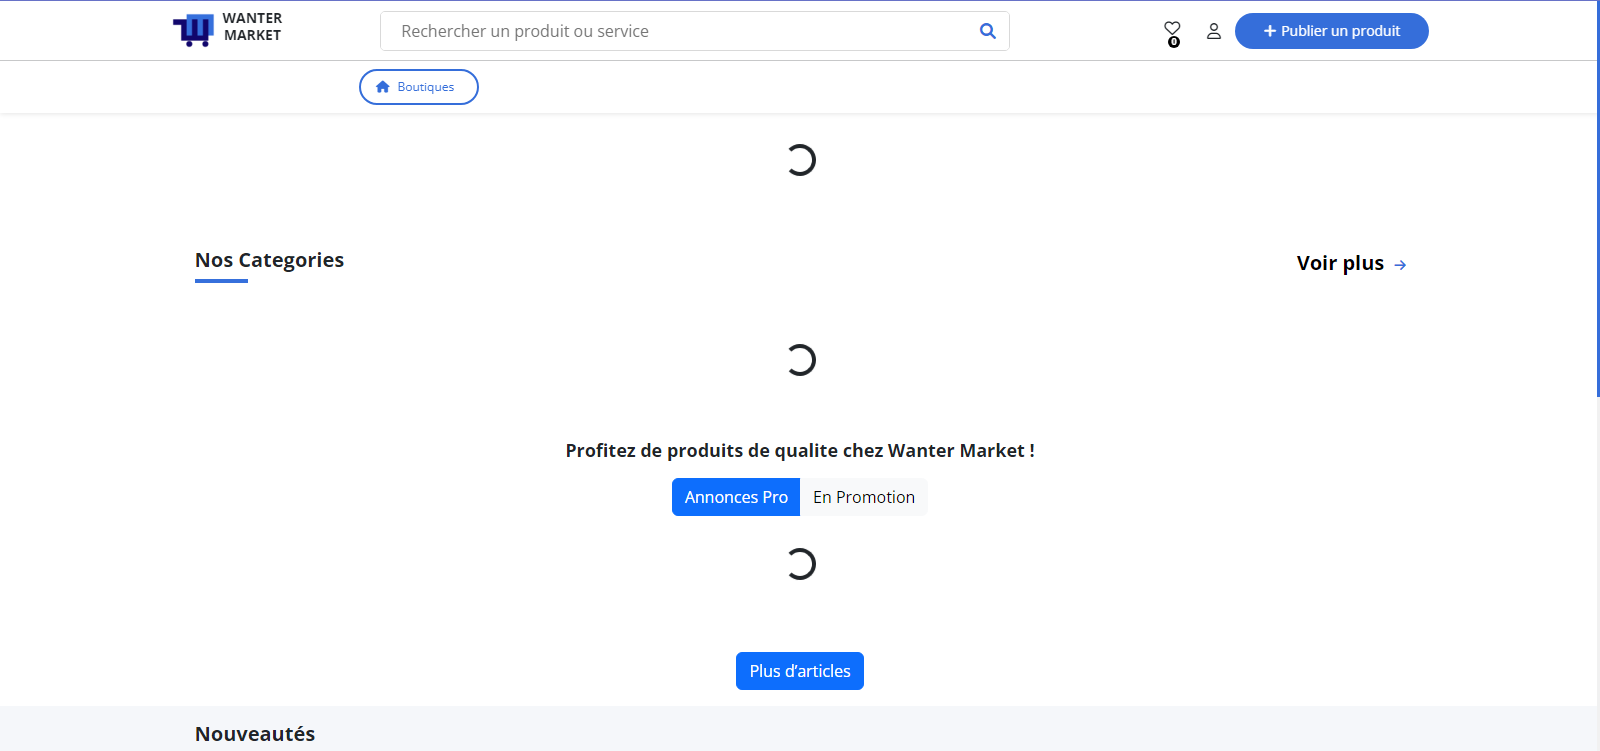 WANTER
MARKET
Rechercher un produit ou service
0
Publier un produit
Boutiques
Nos Categories
Voir plus
Profitez de produits de qualite chez Wanter Market !
Annonces Pro
En Promotion
Plus d’articles
Nouveautés